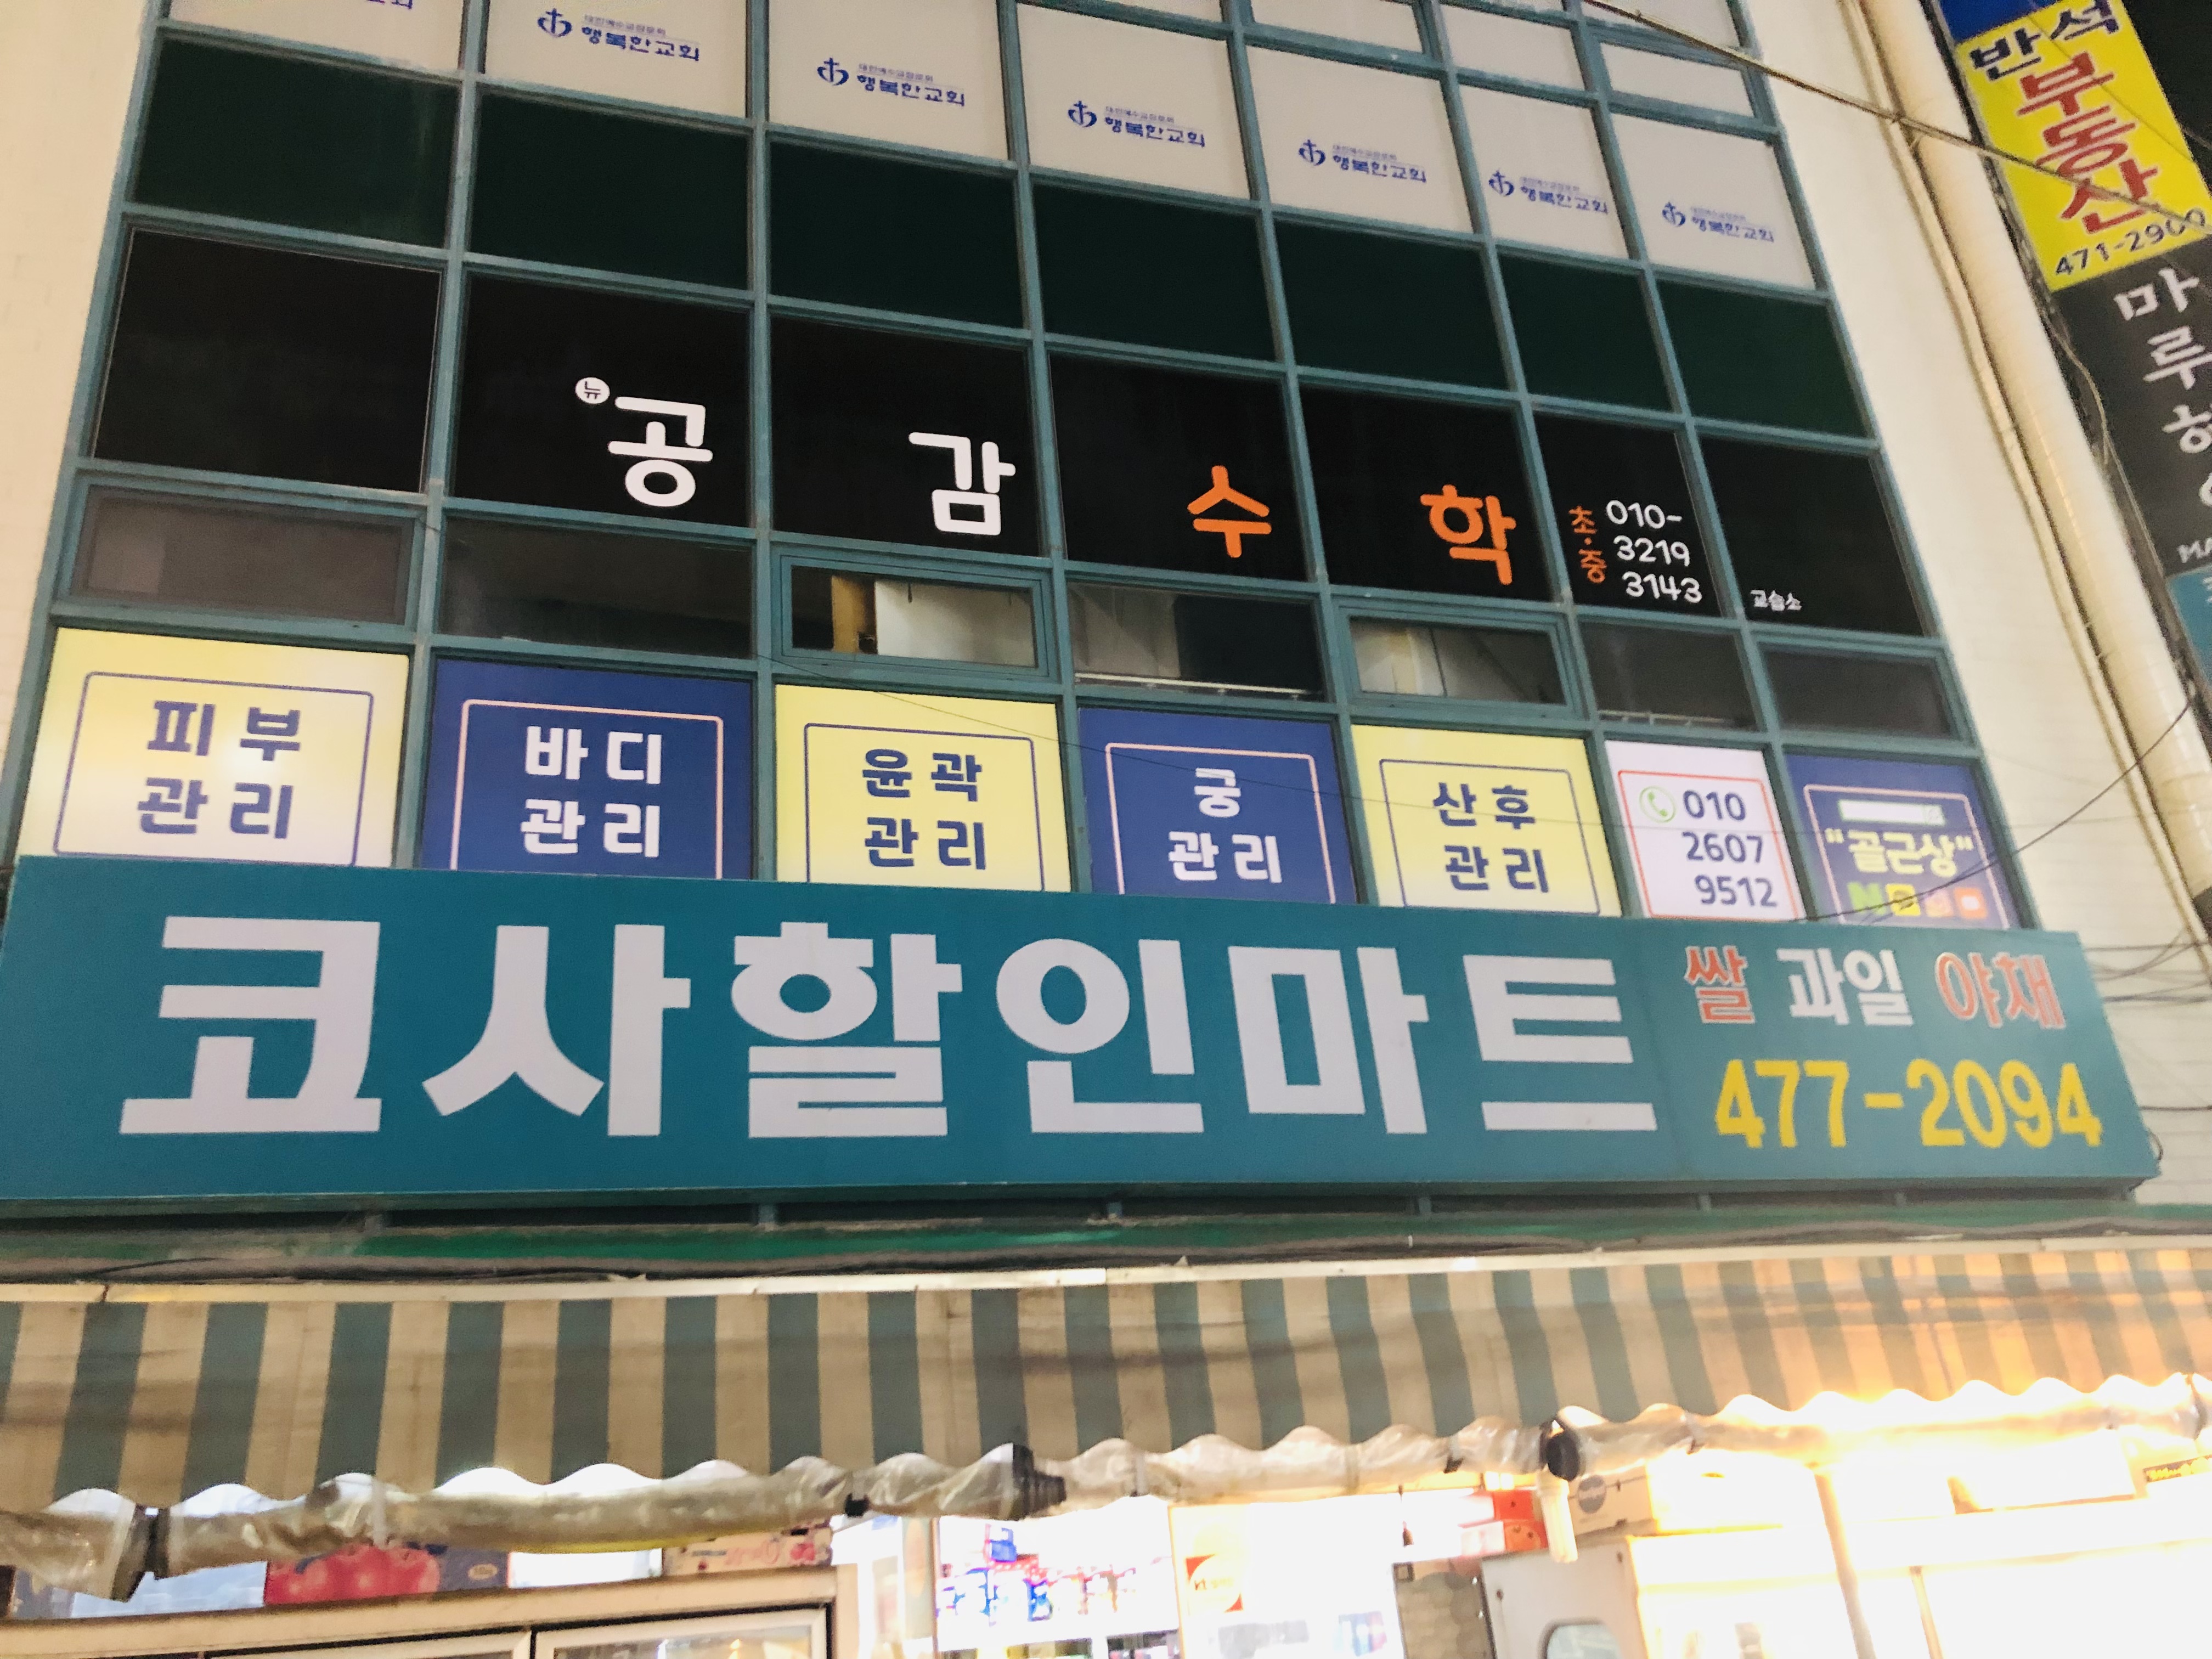 행복한교회
행복한교회
행복한교회
행복한교회
행복한교회
행복한교회
반석
부동산
471-2900
마루
뉴 공감수학
초·중
010-
3219
3143
교습소
피부
관리
바디
관리
윤곽
관리
궁
관리
산후
관리
010
2607
9512
"골근상"
코사할인마트
쌀 과일 야채
477-2094